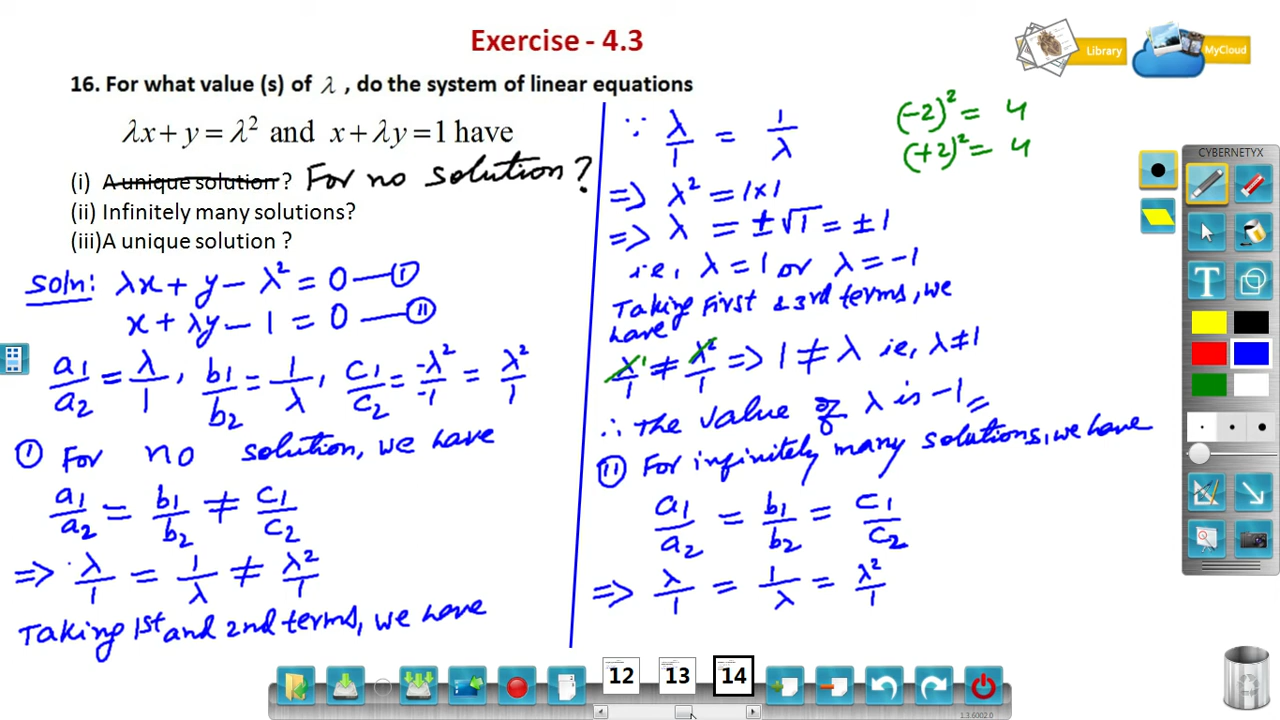 Exercise - 4.3
Library
MyCloud
16. For what value (s) of λ , do the system of linear equations
λx + y = λ² and x + λy = 1 have
(i) A unique solution ? For no solution ?
(ii) Infinitely many solutions?
(iii)A unique solution ?
soln: λx + y − λ² = 0 — I
x + λy − 1 = 0 — II
a₁/a₂ = λ/1, b₁/b₂ = 1/λ, c₁/c₂ = -λ²/-1 = λ²/1
I For no solution, we have
a₁/a₂ = b₁/b₂ ≠ c₁/c₂
=> λ/1 = 1/λ ≠ λ²/1
Taking 1st and 2nd terms, we have
∵ λ/1 = 1/λ
=> λ² = 1×1
=> λ = ±√1 = ±1
i.e, λ = 1 or λ = −1
Taking First & 3rd terms, we
have
λ/1 ≠ λ²/1 => 1 ≠ λ ie, λ ≠ 1
∴ The value of λ is −1
II For infinitely many solutions, we have
a₁/a₂ = b₁/b₂ = c₁/c₂
=> λ/1 = 1/λ = λ²/1
(−2)² = 4
(+2)² = 4
CYBERNETYX
T
12 13 14
1.3.6002.0